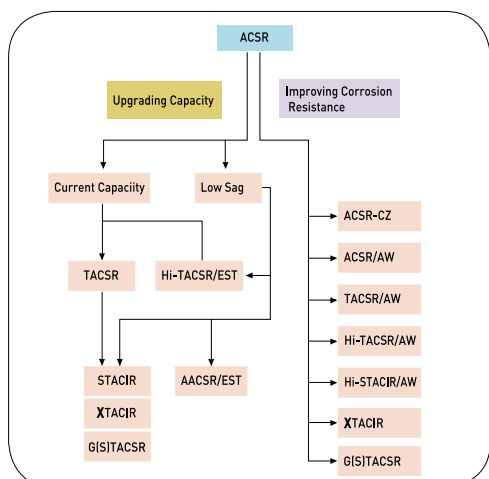 ACSR
Upgrading Capacity
Improving Corrosion
Resistance
Current Capaciity
Low Sag
ACSR-CZ
ACSR/AW
TACSR
Hi-TACSR/EST
TACSR/AW
Hi-TACSR/AW
STACIR
AACSR/EST
Hi-STACIR/AW
XTACIR
XTACIR
G(S)TACSR
G(S)TACSR